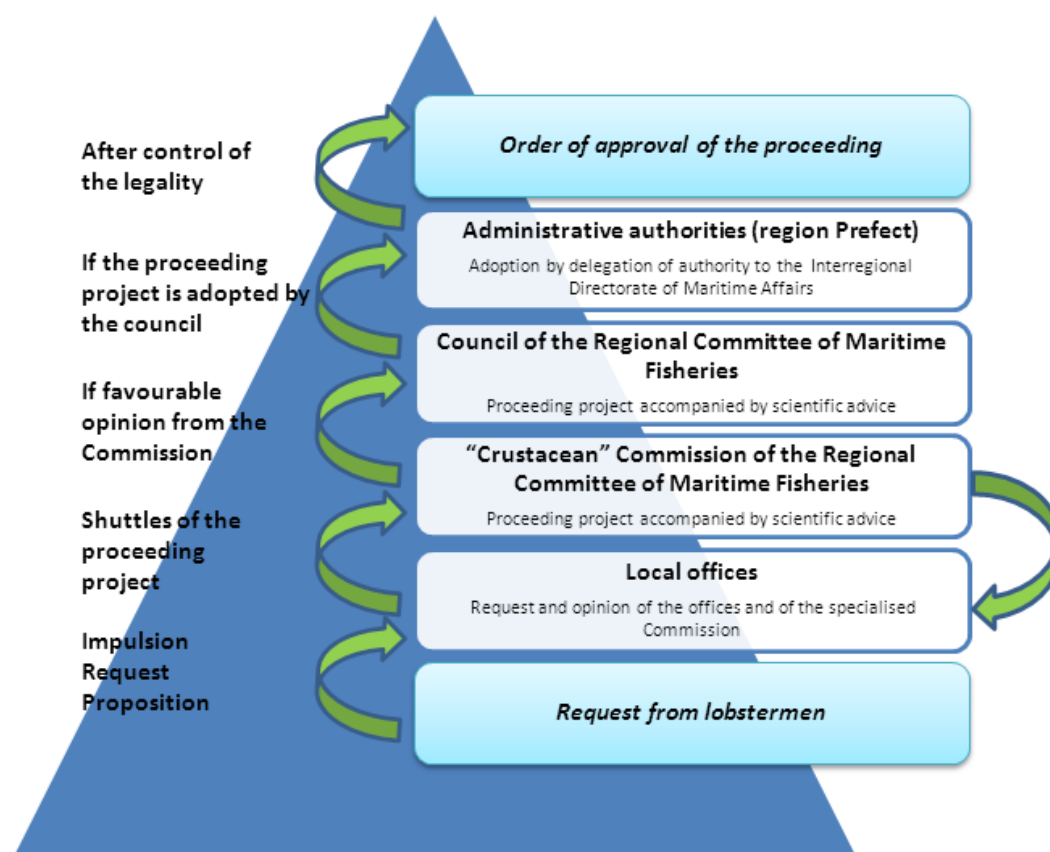 After control of
the legality
Order of approval of the proceeding
If the proceeding
project is adopted by
the council
Administrative authorities (region Prefect)
Adoption by delegation of authority to the Interregional
Directorate of Maritime Affairs
If favourable
opinion from the
Commission
Council of the Regional Committee of Maritime
Fisheries
Proceeding project accompanied by scientific advice
Shuttles of the
proceeding
project
“Crustacean” Commission of the Regional
Committee of Maritime Fisheries
Proceeding project accompanied by scientific advice
Impulsion
Request
Proposition
Local offices
Request and opinion of the offices and of the specialised
Commission
Request from lobstermen